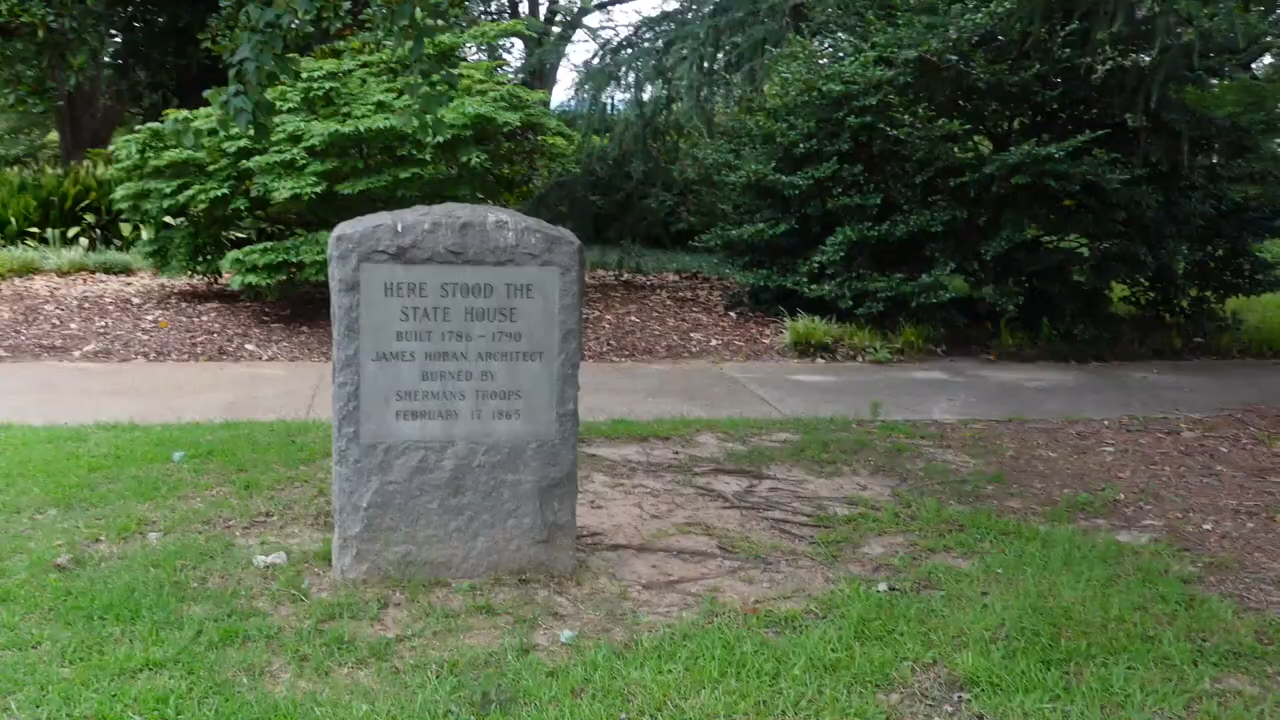 HERE STOOD THE
STATE HOUSE
BUILT 1786 - 1790
JAMES HOBAN, ARCHITECT
BURNED BY
SHERMANS TROOPS
FEBRUARY 17 1865